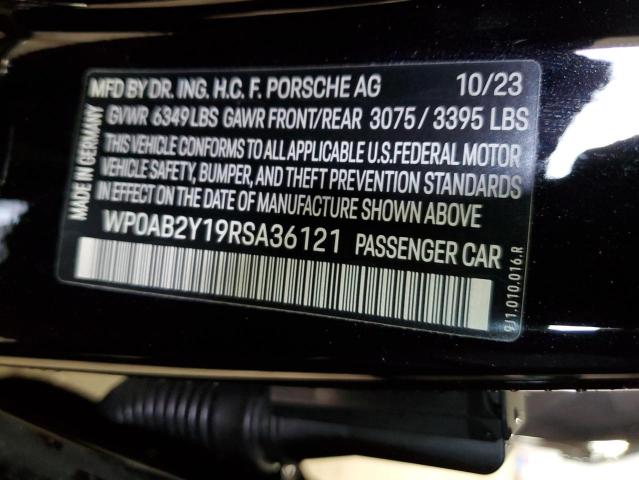 MFD BY DR. ING. H.C. F. PORSCHE AG 10/23
GVWR 6349 LBS GAWR FRONT/REAR 3075 / 3395 LBS
THIS VEHICLE CONFORMS TO ALL APPLICABLE U.S. FEDERAL MOTOR
VEHICLE SAFETY, BUMPER, AND THEFT PREVENTION STANDARDS
IN EFFECT ON THE DATE OF MANUFACTURE SHOWN ABOVE
WP0AB2Y19RSA36121 PASSENGER CAR
MADE IN GERMANY
9J1.010.016.R